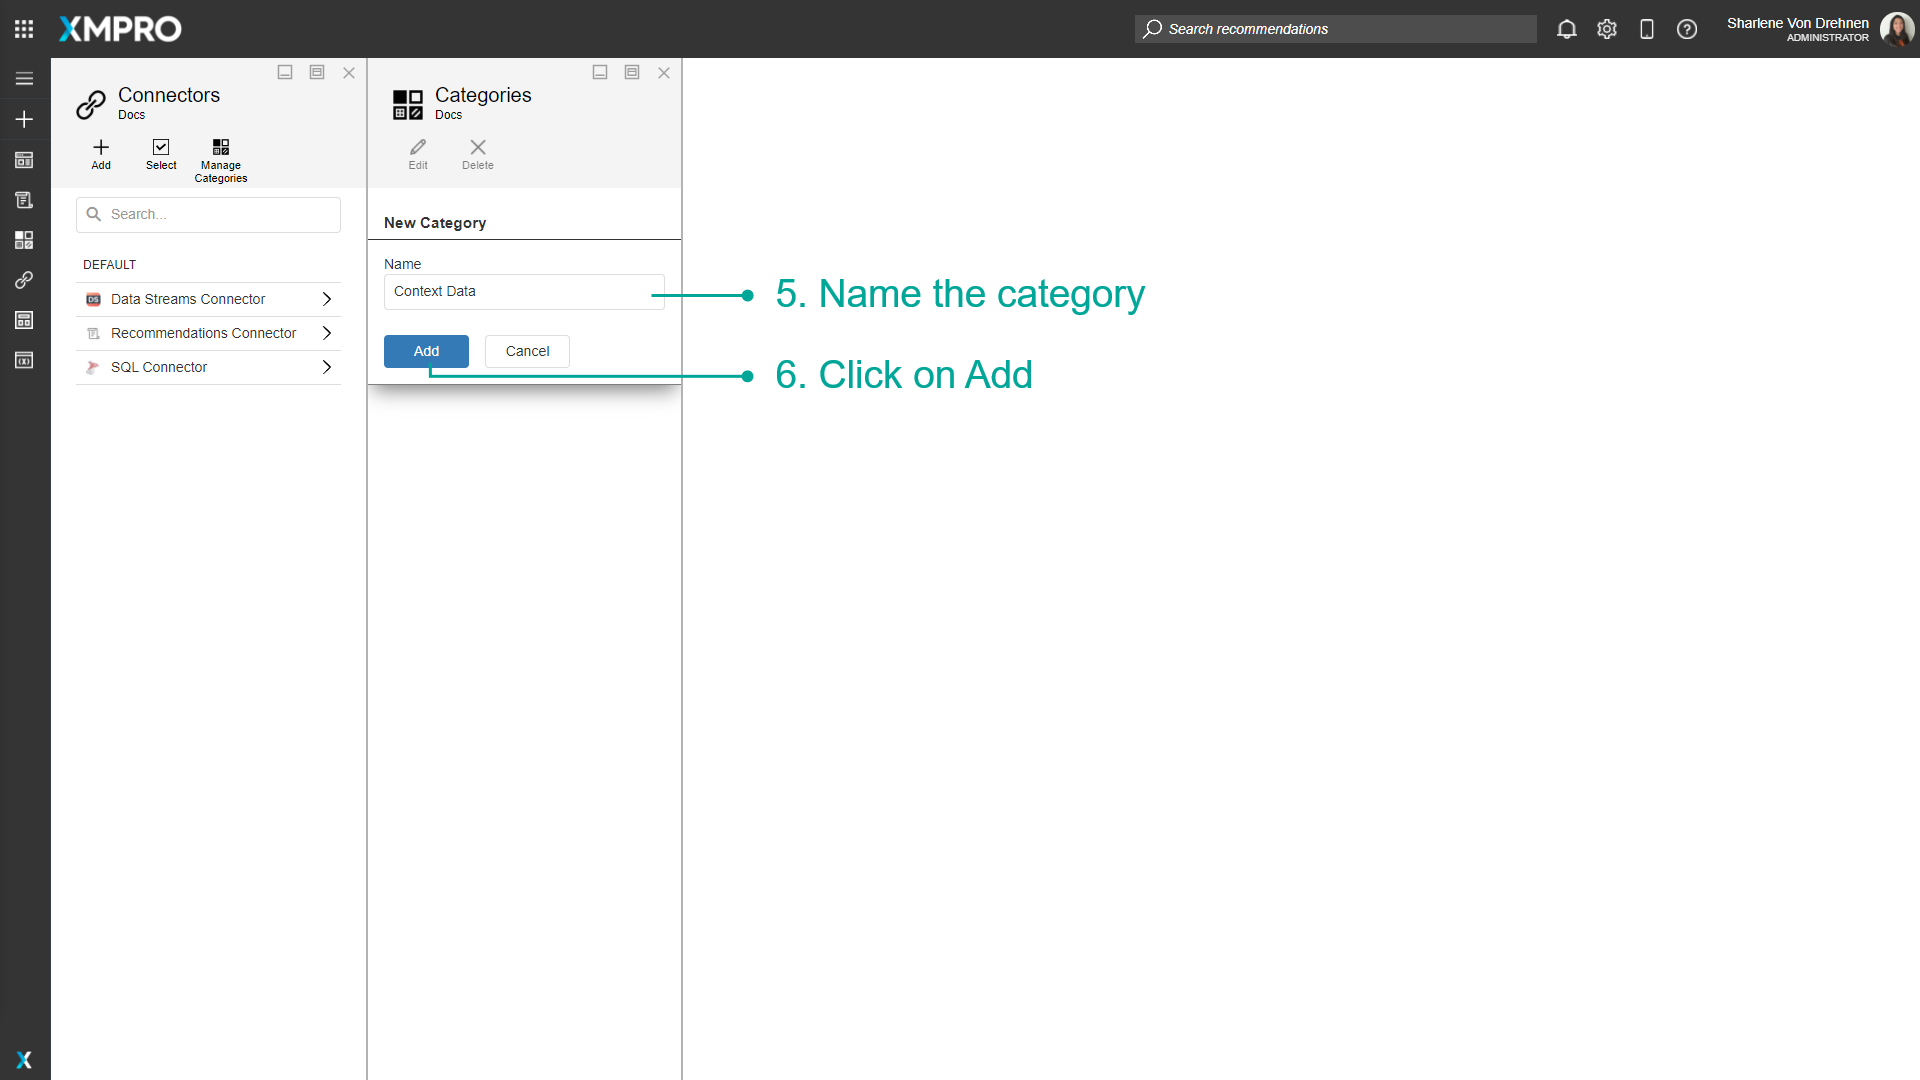 XMPRO
Search recommendations
Sharlene Von Drehnen
ADMINISTRATOR
Connectors
Docs
Add
Select
Manage
Categories
Search...
DEFAULT
DS
Data Streams Connector
Recommendations Connector
SQL Connector
Categories
Docs
Edit
Delete
New Category
Name
Context Data
Add
Cancel
5. Name the category
6. Click on Add